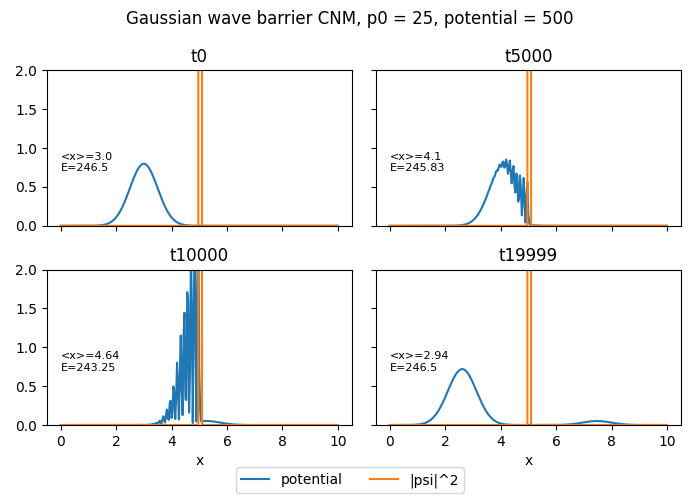 Gaussian wave barrier CNM, p0 = 25, potential = 500
t0
t5000
2.0
1.5
1.0
0.5
0.0
<x>=3.0
E=246.5
<x>=4.1
E=245.83
t10000
t19999
2.0
1.5
1.0
0.5
0.0
<x>=4.64
E=243.25
<x>=2.94
E=246.5
0 2 4 6 8 10
0 2 4 6 8 10
x
x
potential |psi|^2